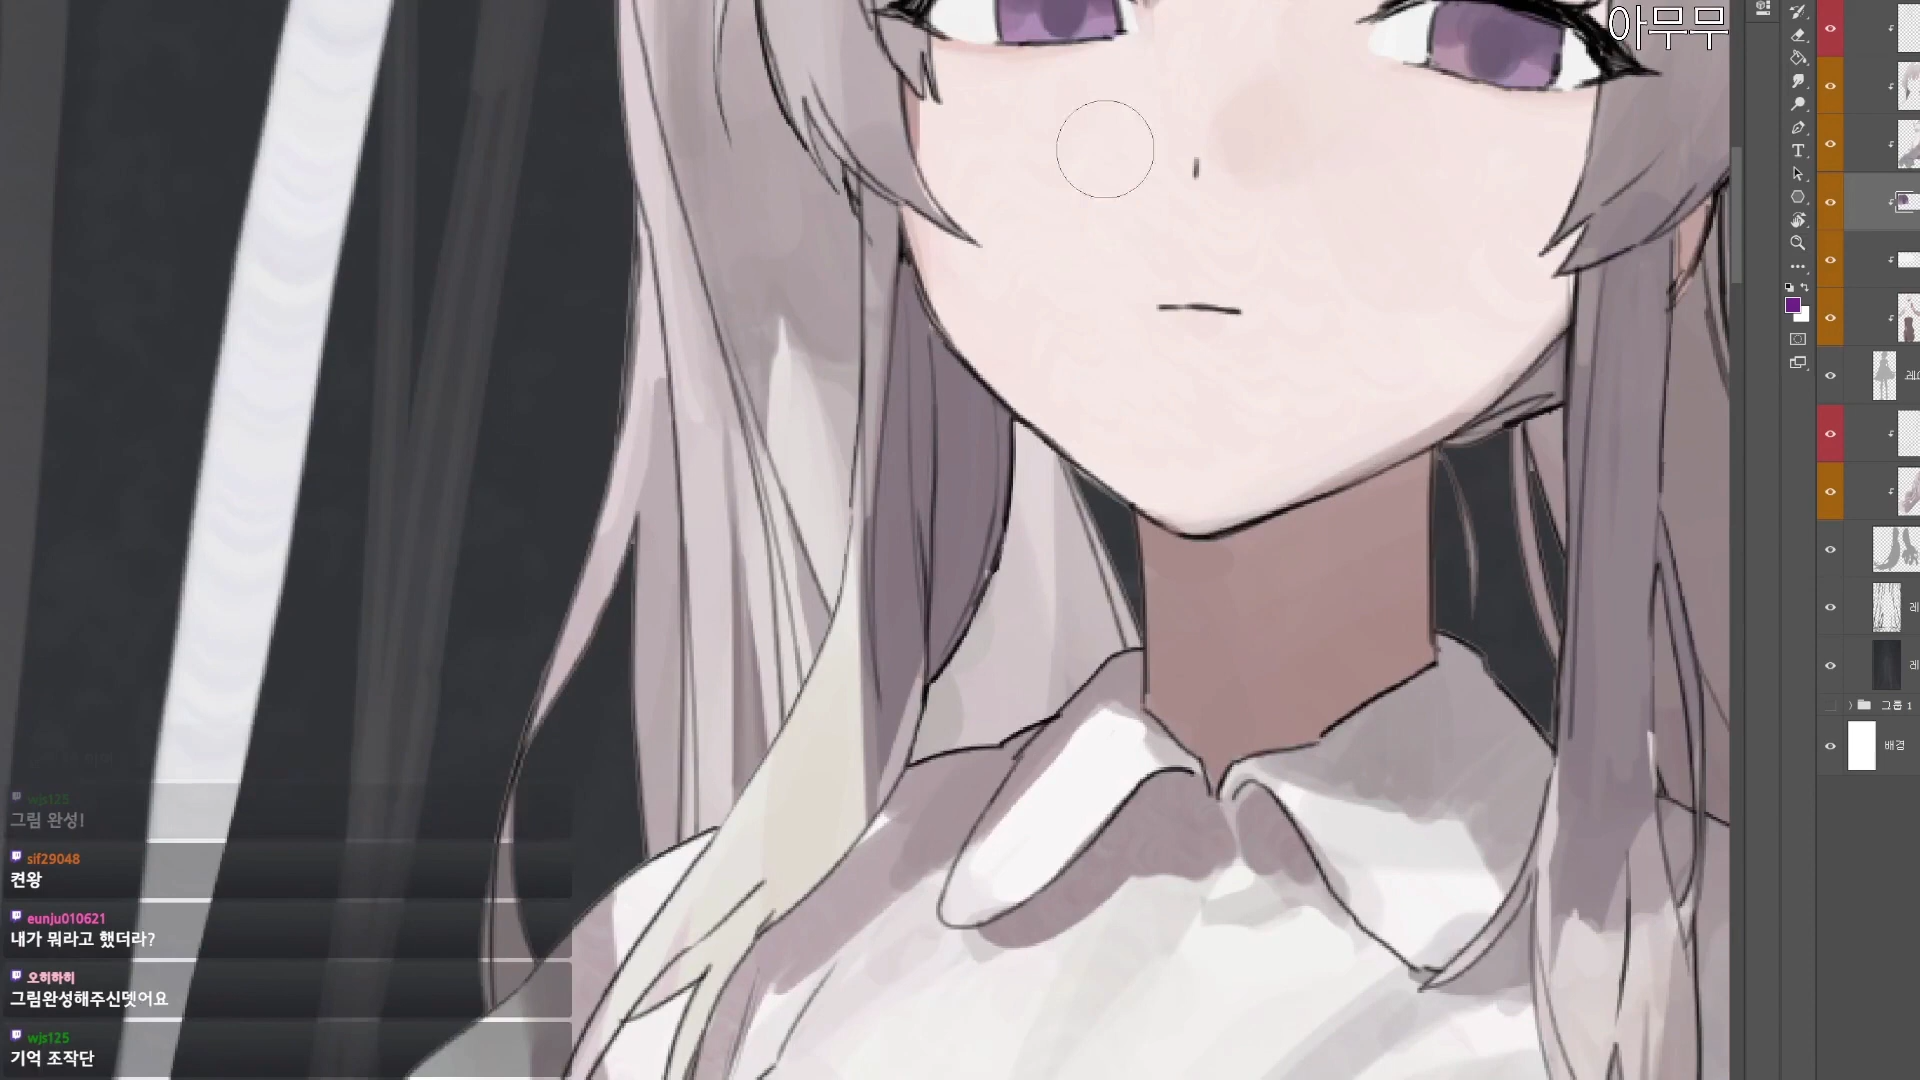 아무무
레
레
그룹 1
배경
wjs125
그림 완성!
sif29048
켠왕
eunju010621
내가 뭐라고 했더라?
오히하히
그림완성해주신뎃어요
wjs125
기억 조작단